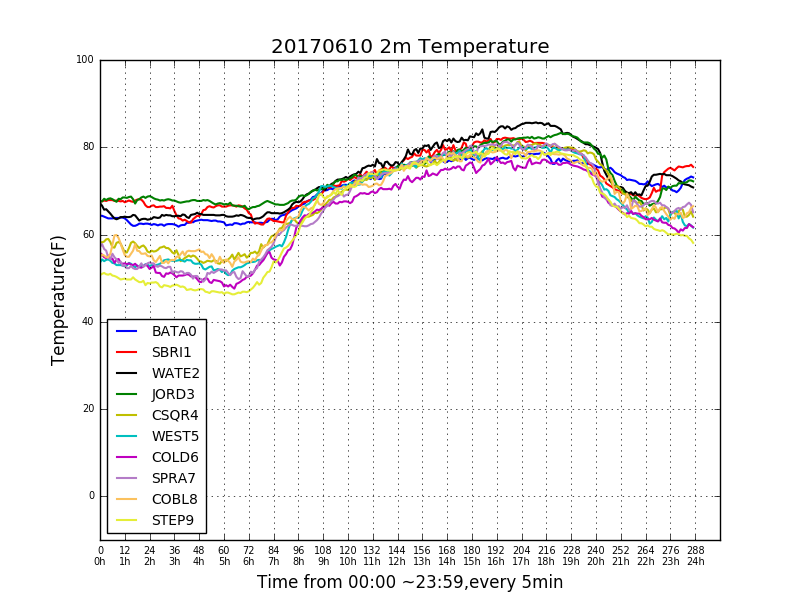 20170610 2m Temperature
Temperature(F)
100
80
60
40
20
0
BATA0
SBRI1
WATE2
JORD3
CSQR4
WEST5
COLD6
SPRA7
COBL8
STEP9
0 12 24 36 48 60 72 84 96 108 120 132 144 156 168 180 192 204 216 228 240 252 264 276 288
0h 1h 2h 3h 4h 5h 6h 7h 8h 9h 10h 11h 12h 13h 14h 15h 16h 17h 18h 19h 20h 21h 22h 23h 24h
Time from 00:00 ~23:59,every 5min